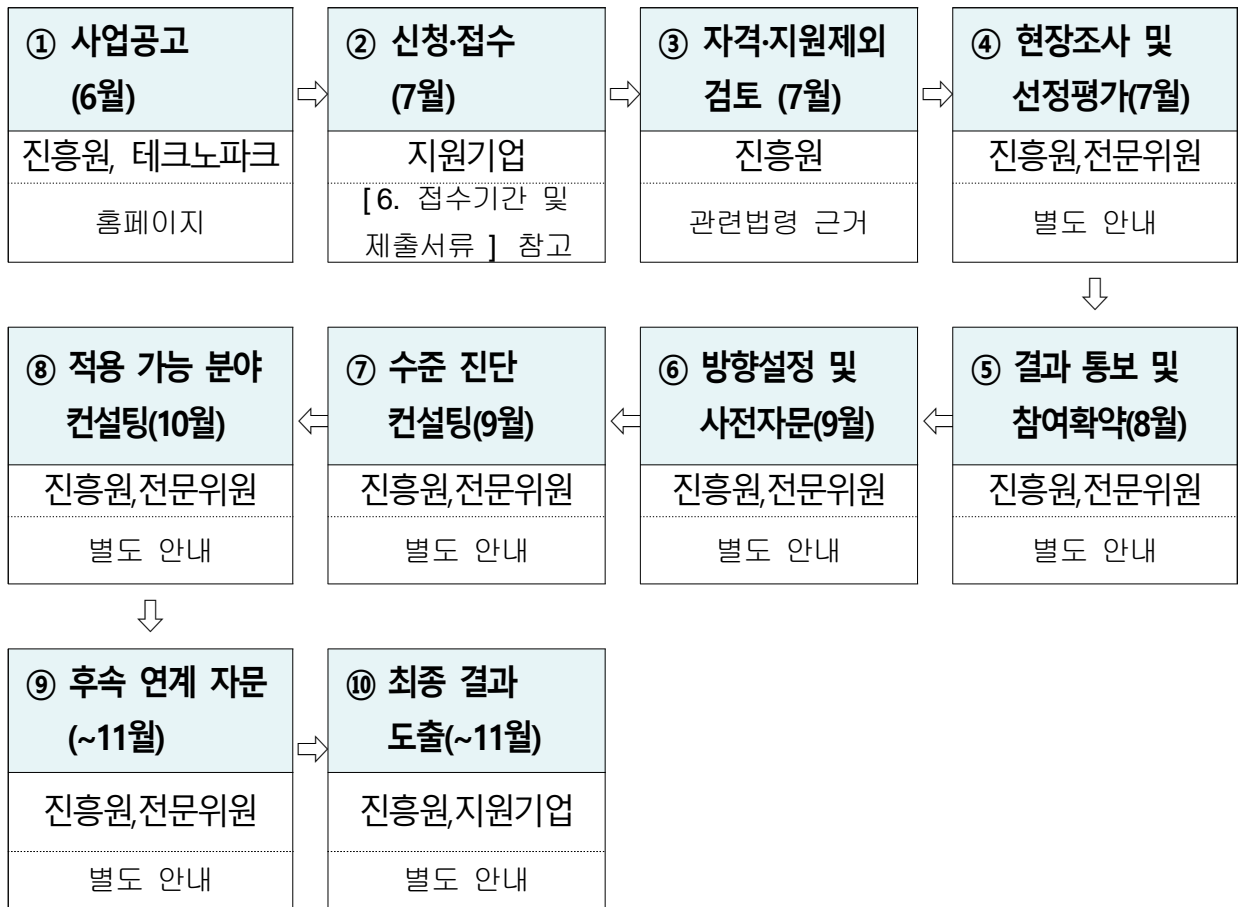 ① 사업공고
(6월)
진흥원, 테크노파크
홈페이지
② 신청·접수
(7월)
지원기업
[6. 접수기간 및
제출서류 ] 참고
③ 자격·지원제외
검토 (7월)
진흥원
관련법령 근거
④ 현장조사 및
선정평가(7월)
진흥원,전문위원
별도 안내
⑤ 결과 통보 및
참여확약(8월)
진흥원,전문위원
별도 안내
⑥ 방향설정 및
사전자문(9월)
진흥원,전문위원
별도 안내
⑦ 수준 진단
컨설팅(9월)
진흥원,전문위원
별도 안내
⑧ 적용 가능 분야
컨설팅(10월)
진흥원,전문위원
별도 안내
⑨ 후속 연계 자문
(~11월)
진흥원,전문위원
별도 안내
⑩ 최종 결과
도출(~11월)
진흥원,지원기업
별도 안내